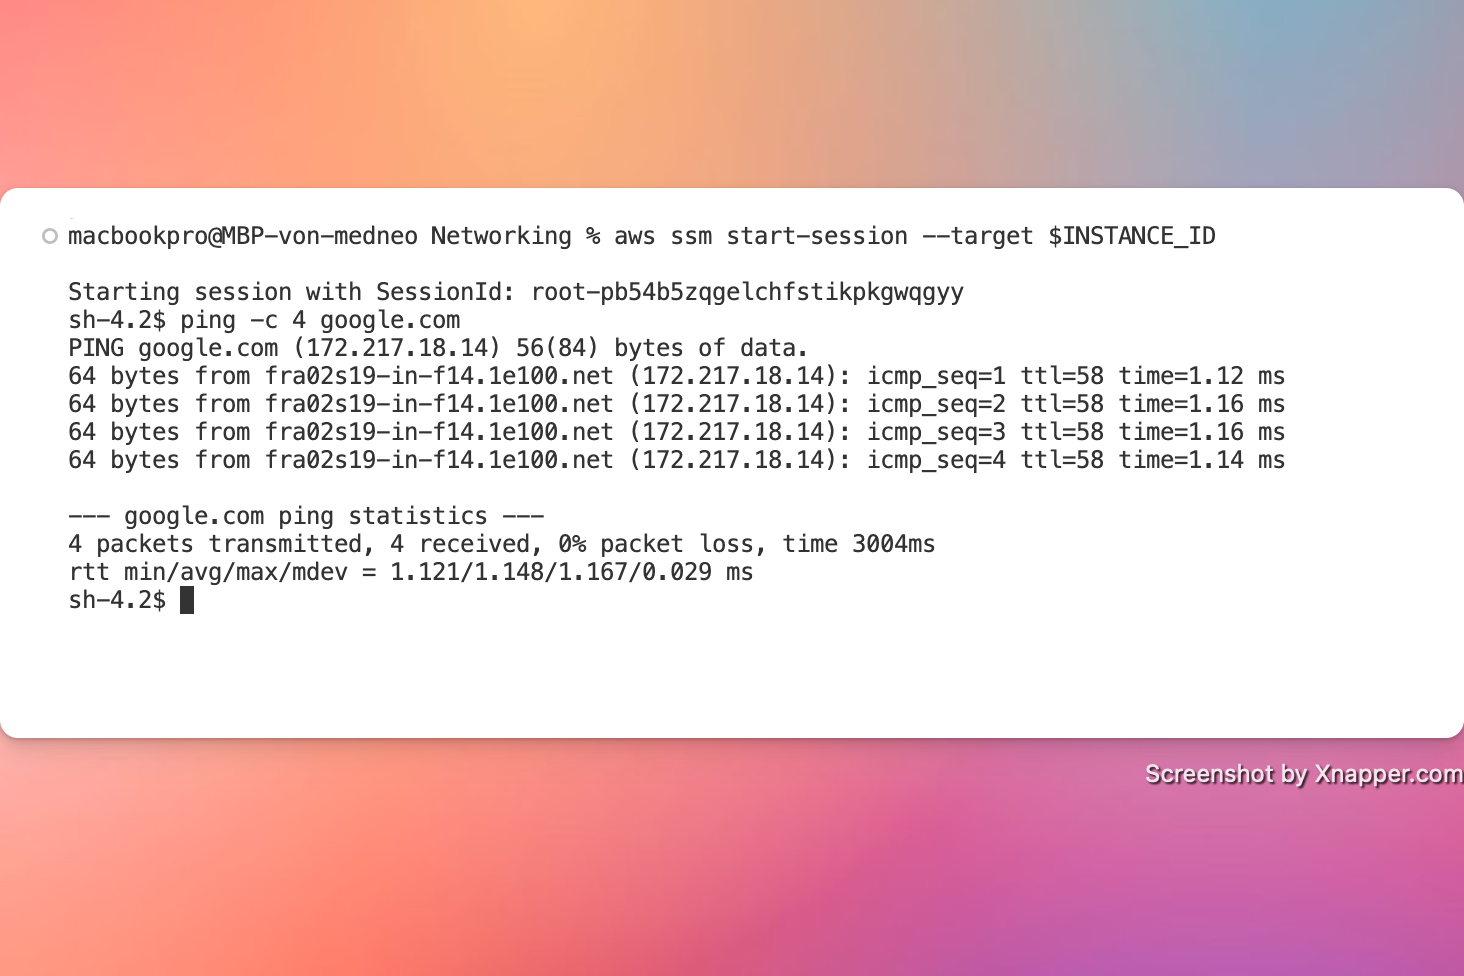 macbookpro@MBP-von-medneo Networking % aws ssm start-session --target $INSTANCE_ID
Starting session with SessionId: root-pb54b5zqgelchfstikpkgwqgyy
sh-4.2$ ping -c 4 google.com
PING google.com (172.217.18.14) 56(84) bytes of data.
64 bytes from fra02s19-in-f14.1e100.net (172.217.18.14): icmp_seq=1 ttl=58 time=1.12 ms
64 bytes from fra02s19-in-f14.1e100.net (172.217.18.14): icmp_seq=2 ttl=58 time=1.16 ms
64 bytes from fra02s19-in-f14.1e100.net (172.217.18.14): icmp_seq=3 ttl=58 time=1.16 ms
64 bytes from fra02s19-in-f14.1e100.net (172.217.18.14): icmp_seq=4 ttl=58 time=1.14 ms
--- google.com ping statistics ---
4 packets transmitted, 4 received, 0% packet loss, time 3004ms
rtt min/avg/max/mdev = 1.121/1.148/1.167/0.029 ms
sh-4.2$
Screenshot by Xnapper.com